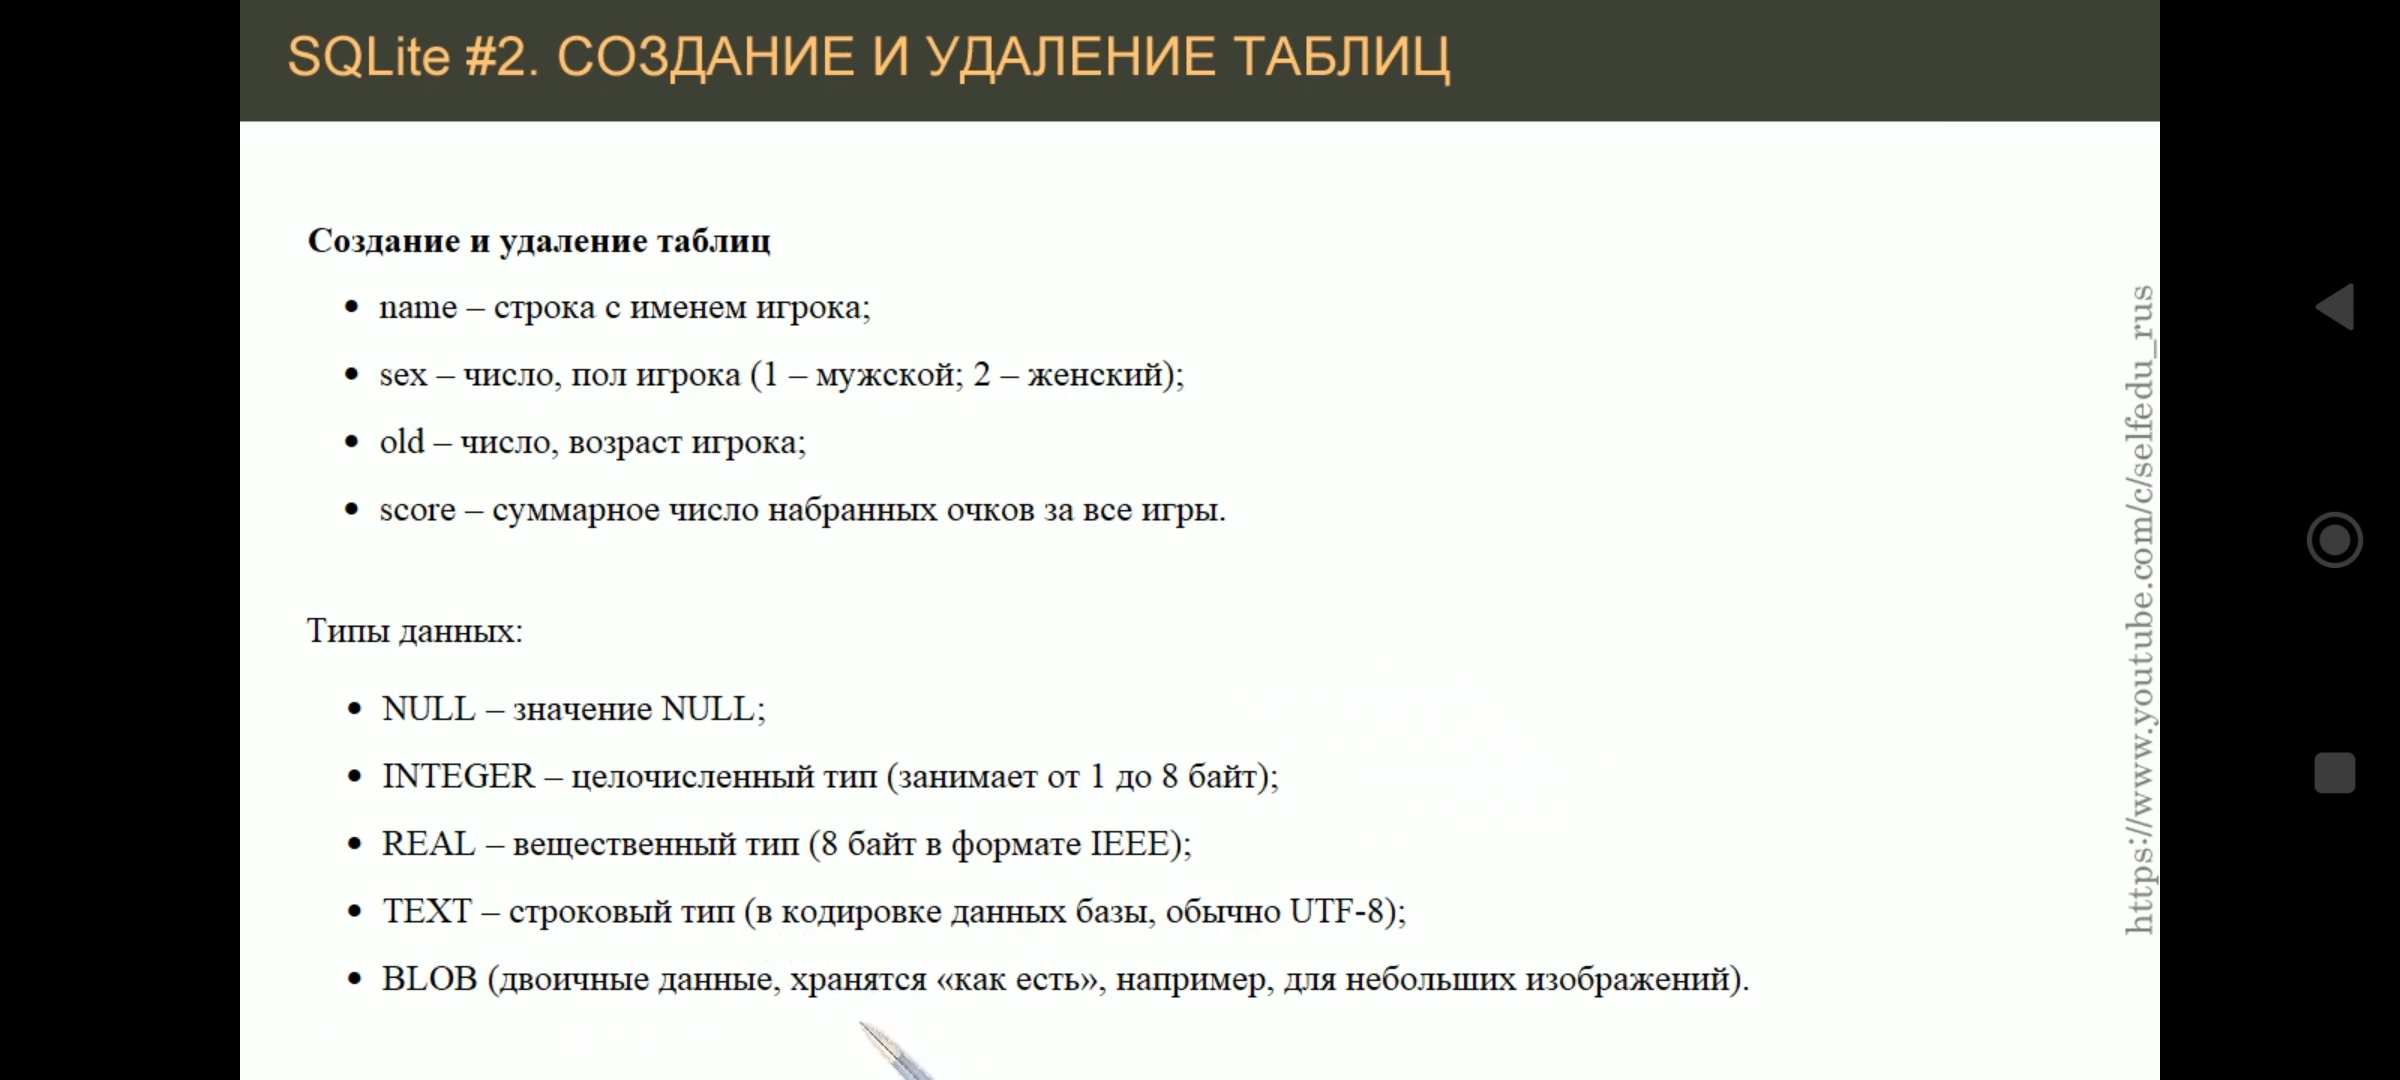 SQLite #2. СОЗДАНИЕ И УДАЛЕНИЕ ТАБЛИЦ
Создание и удаление таблиц
• name – строка с именем игрока;
• sex – число, пол игрока (1 – мужской; 2 – женский);
• old – число, возраст игрока;
• score – суммарное число набранных очков за все игры.
Типы данных:
• NULL – значение NULL;
• INTEGER – целочисленный тип (занимает от 1 до 8 байт);
• REAL – вещественный тип (8 байт в формате IEEE);
• TEXT – строковый тип (в кодировке данных базы, обычно UTF-8);
• BLOB (двоичные данные, хранятся «как есть», например, для небольших изображений).
https://www.youtube.com/c/selfedu_rus